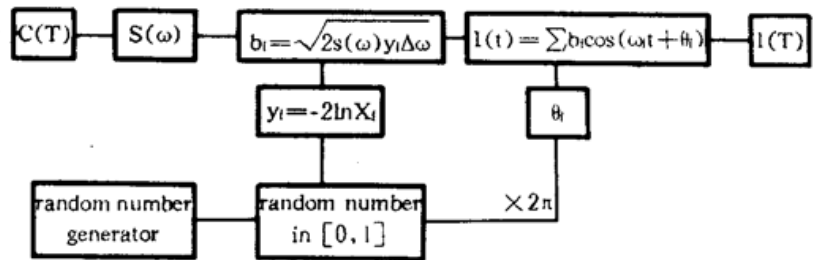 C(T)
S(ω)
bᵢ=√2s(ω)yᵢΔω
l(t)=∑bᵢcos(ωᵢt+θᵢ)
l(T)
yᵢ=-2lnXᵢ
θᵢ
random number
generator
random number
in [0,1]
×2π